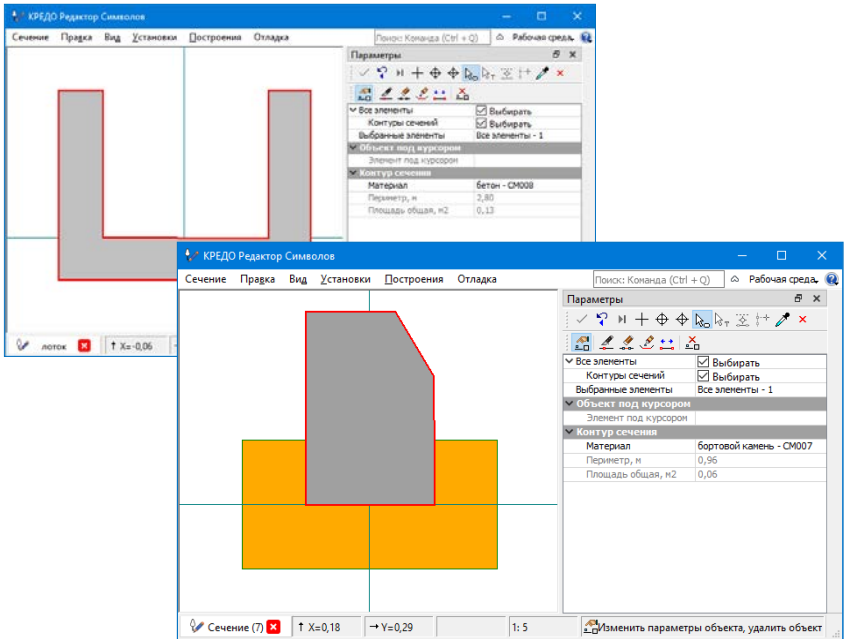 КРЕДО Редактор Символов
Сечение Правка Вид Установки Построения Отладка
Поиск: Команда (Ctrl + Q) Рабочая среда
Параметры
Все элементы Выбирать
Контуры сечений Выбирать
Выбранные элементы Все элементы - 1
Объект под курсором
Элемент под курсором
Контур сечения
Материал бетон - СМ008
Периметр, м 2,80
Площадь общая, м2 0,13
лоток X=-0,06
КРЕДО Редактор Символов
Сечение Правка Вид Установки Построения Отладка
Поиск: Команда (Ctrl + Q) Рабочая среда
Параметры
Все элементы Выбирать
Контуры сечений Выбирать
Выбранные элементы Все элементы - 1
Объект под курсором
Элемент под курсором
Контур сечения
Материал бортовой камень - СМ007
Периметр, м 0,96
Площадь общая, м2 0,06
Сечение (7) X=0,18 Y=0,29 1: 5 Изменить параметры объекта, удалить объект